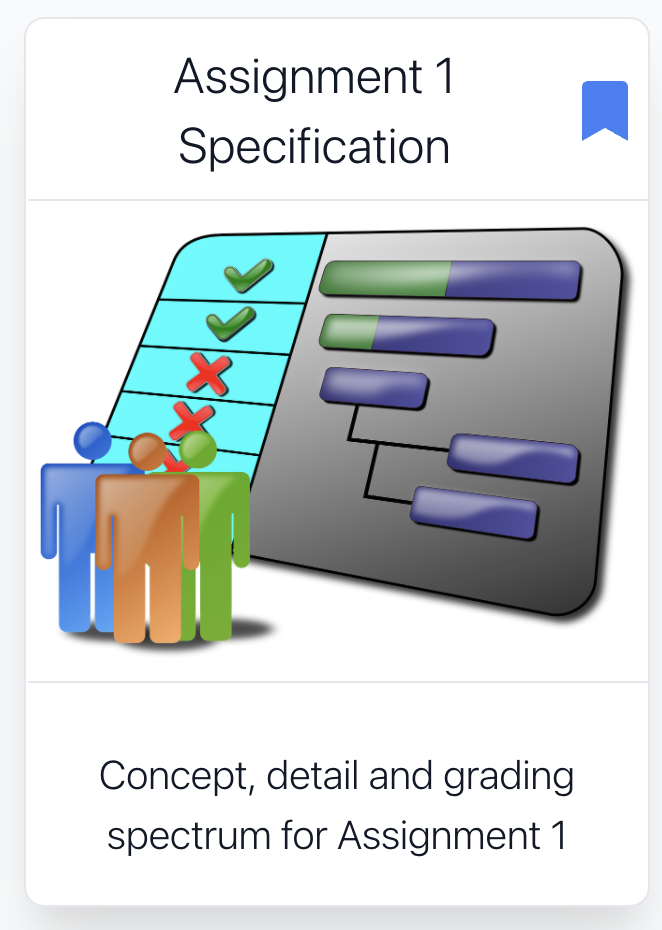 Assignment 1
Specification
Concept, detail and grading
spectrum for Assignment 1